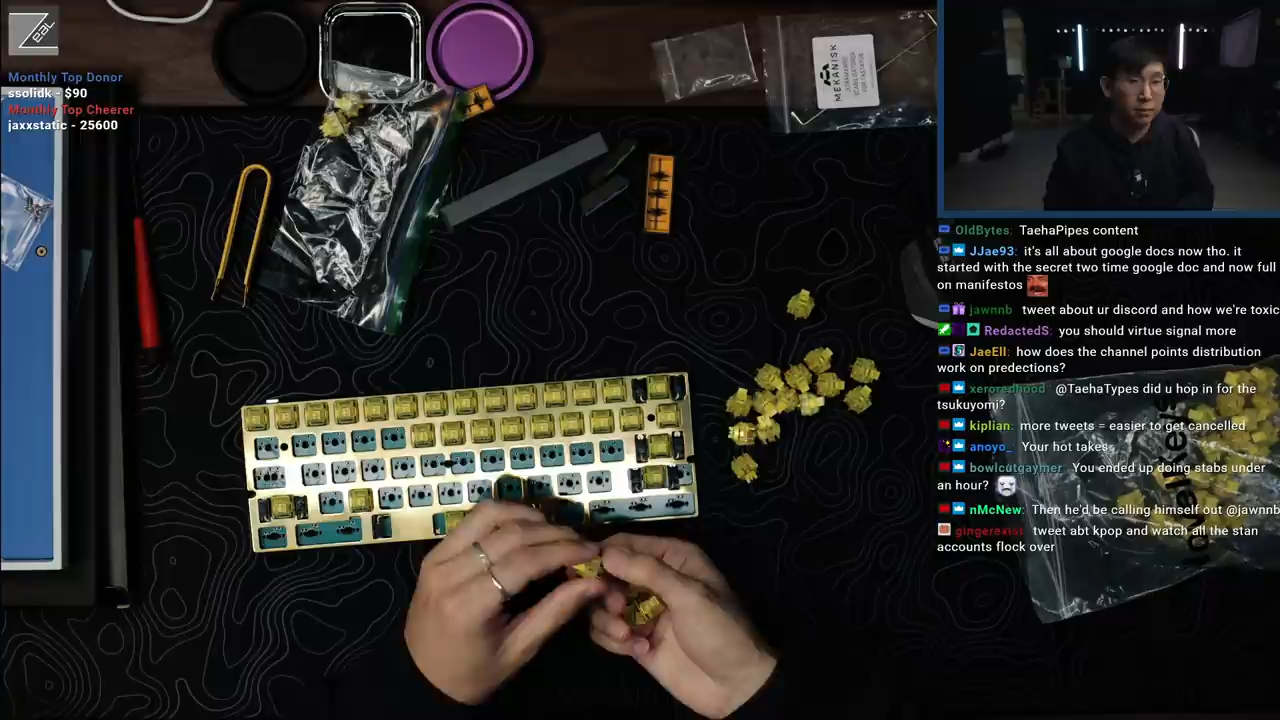 ZEAL
Monthly Top Donor
ssolidk - $90
Monthly Top Cheerer
jaxxstatic - 25600
MEKANISK
OldBytes: TaehaPipes content
JJae93: it's all about google docs now tho. it
started with the secret two time google doc and now full
on manifestos
jawnnb tweet about ur discord and how we're toxic
RedactedS: you should virtue signal more
JaeEll: how does the channel points distribution
work on predections?
xeroredhood @TaehaTypes did u hop in for the
tsukuyomi?
kiplian: more tweets = easier to get cancelled
anoyo_ Your hot takes
bowlcutgaymer You ended up doing stabs under
an hour?
nMcNew: Then he'd be calling himself out @jawnnb
gingerexist tweet abt kpop and watch all the stan
accounts flock over